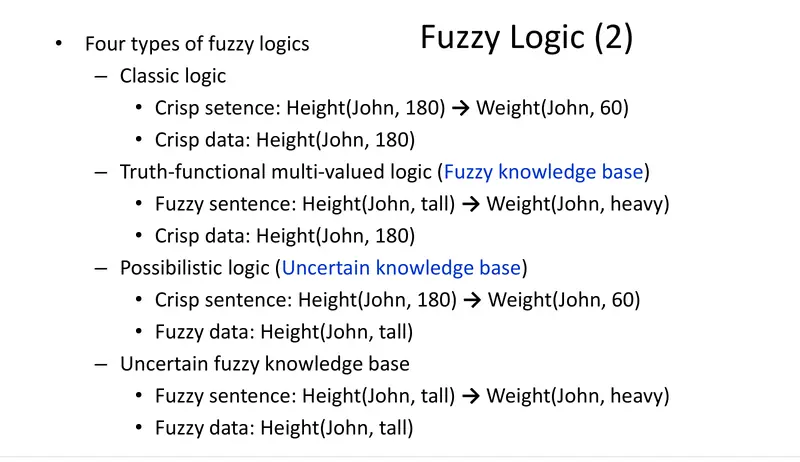 Fuzzy Logic (2)
• Four types of fuzzy logics
– Classic logic
• Crisp setence: Height(John, 180) → Weight(John, 60)
• Crisp data: Height(John, 180)
– Truth-functional multi-valued logic (Fuzzy knowledge base)
• Fuzzy sentence: Height(John, tall) → Weight(John, heavy)
• Crisp data: Height(John, 180)
– Possibilistic logic (Uncertain knowledge base)
• Crisp sentence: Height(John, 180) → Weight(John, 60)
• Fuzzy data: Height(John, tall)
– Uncertain fuzzy knowledge base
• Fuzzy sentence: Height(John, tall) → Weight(John, heavy)
• Fuzzy data: Height(John, tall)